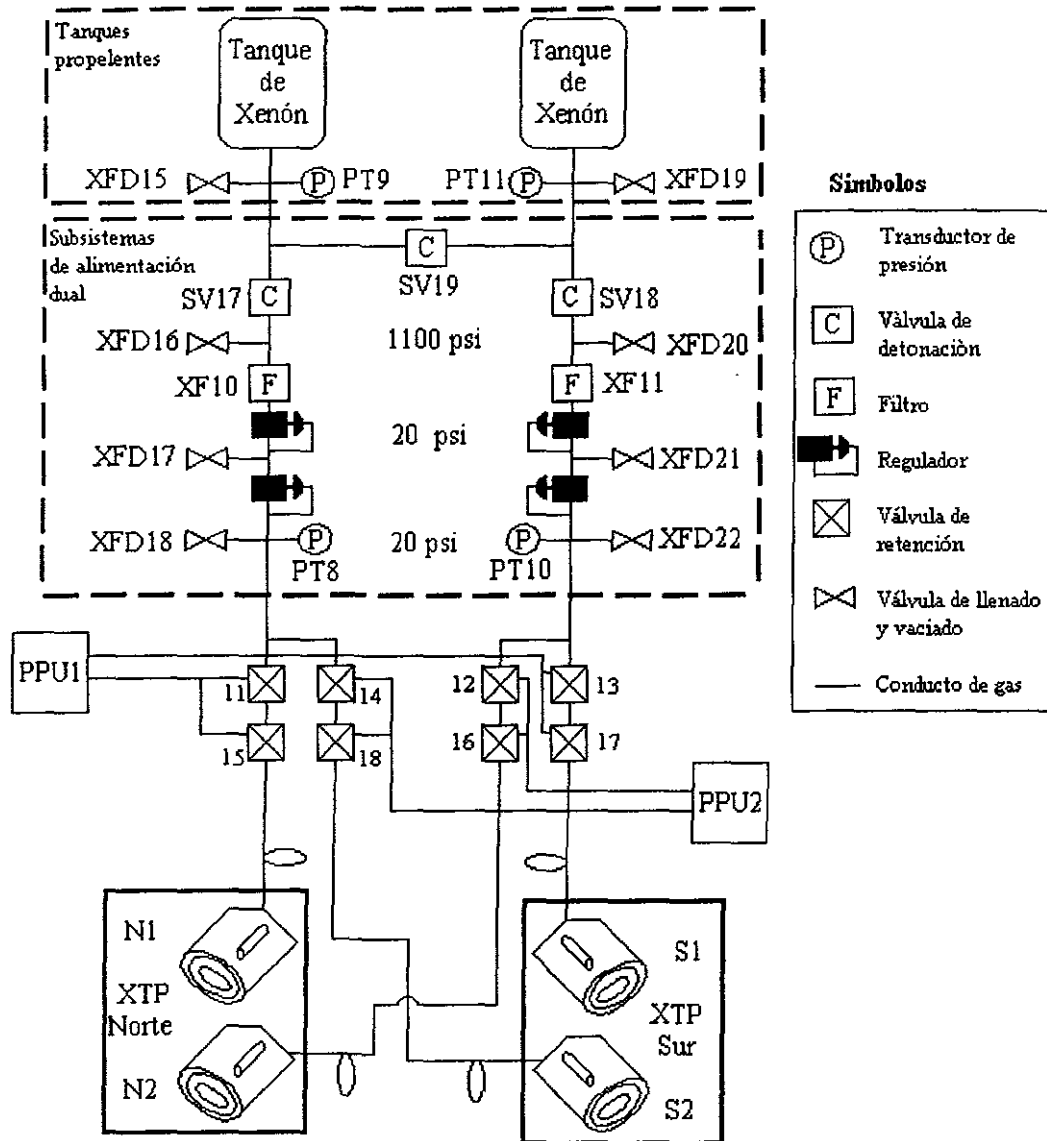 Tanques
propelentes
Tanque
de
Xenón
Tanque
de
Xenón
XFD15
P
PT9
PT11
P
XFD19
Subsistemas
de alimentación
dual
C
SV19
SV17
C
C
SV18
XFD16
1100 psi
XFD20
XF10
F
F
XF11
20 psi
XFD17
XFD21
XFD18
P
PT8
20 psi
P
PT10
XFD22
Simbolos
P
Transductor de
presión
C
Vàlvula de
detonaciòn
F
Filtro
Regulador
Válvula de
retención
Válvula de llenado
y vaciado
Conducto de gas
PPU1
11
14
12
13
15
18
16
17
PPU2
N1
XTP
Norte
N2
S1
XTP
Sur
S2